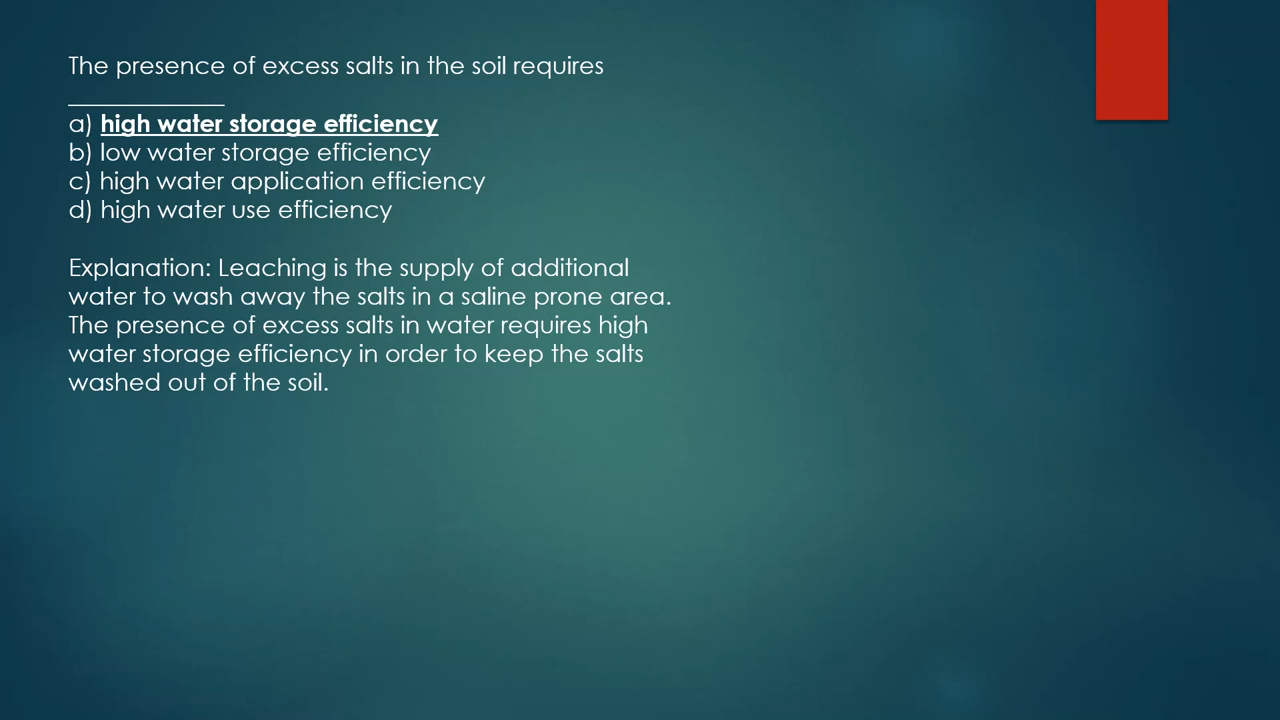 The presence of excess salts in the soil requires
_____________
a) high water storage efficiency
b) low water storage efficiency
c) high water application efficiency
d) high water use efficiency
Explanation: Leaching is the supply of additional
water to wash away the salts in a saline prone area.
The presence of excess salts in water requires high
water storage efficiency in order to keep the salts
washed out of the soil.